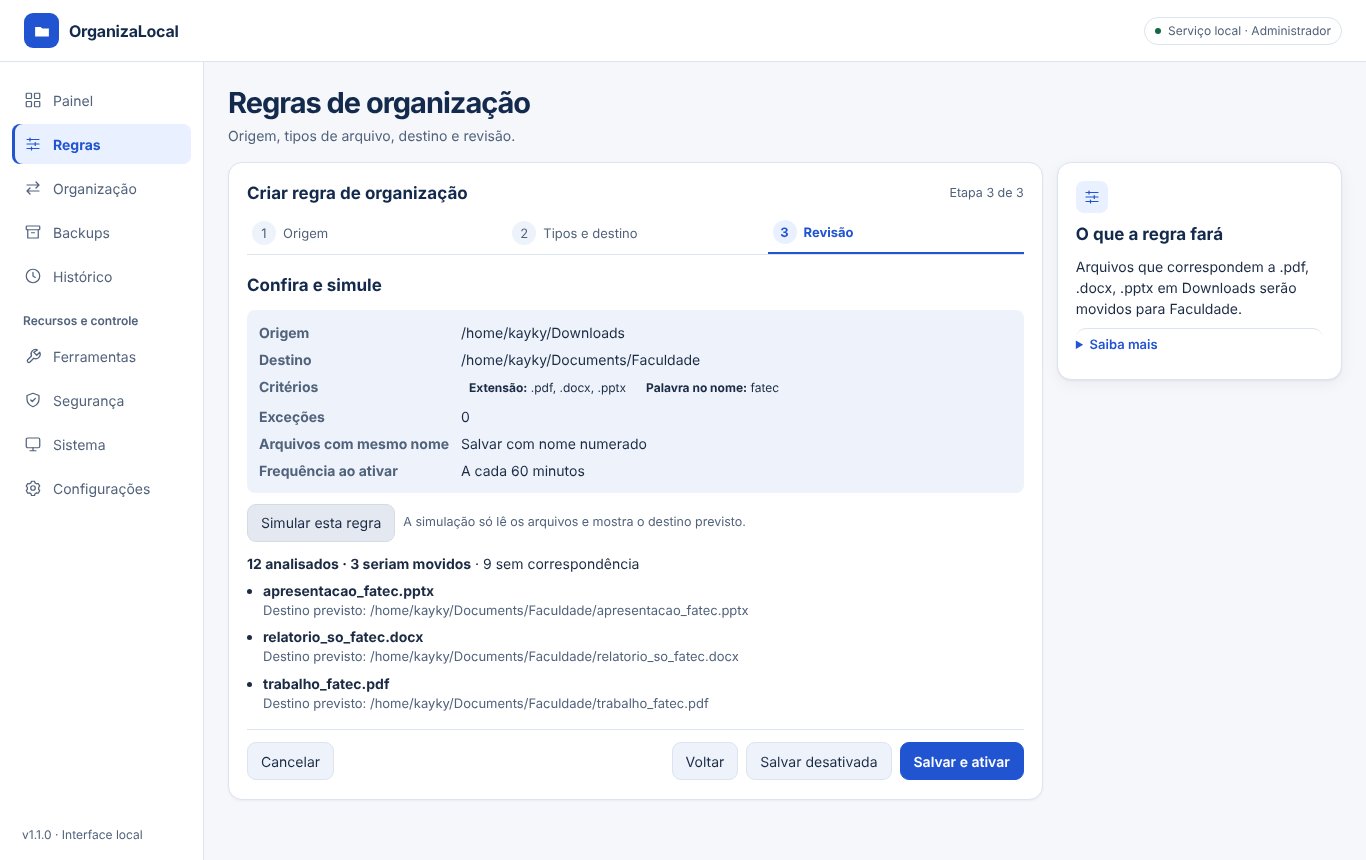 OrganizaLocal
Serviço local · Administrador
Painel
Regras
Organização
Backups
Histórico
Recursos e controle
Ferramentas
Segurança
Sistema
Configurações
v1.1.0 · Interface local
Regras de organização
Origem, tipos de arquivo, destino e revisão.
Criar regra de organização
Etapa 3 de 3
1 Origem
2 Tipos e destino
3 Revisão
Confira e simule
Origem /home/kayky/Downloads
Destino /home/kayky/Documents/Faculdade
Critérios Extensão: .pdf, .docx, .pptx Palavra no nome: fatec
Exceções 0
Arquivos com mesmo nome Salvar com nome numerado
Frequência ao ativar A cada 60 minutos
Simular esta regra A simulação só lê os arquivos e mostra o destino previsto.
12 analisados · 3 seriam movidos · 9 sem correspondência
• apresentacao_fatec.pptx
Destino previsto: /home/kayky/Documents/Faculdade/apresentacao_fatec.pptx
• relatorio_so_fatec.docx
Destino previsto: /home/kayky/Documents/Faculdade/relatorio_so_fatec.docx
• trabalho_fatec.pdf
Destino previsto: /home/kayky/Documents/Faculdade/trabalho_fatec.pdf
Cancelar
Voltar
Salvar desativada
Salvar e ativar
O que a regra fará
Arquivos que correspondem a .pdf,
.docx, .pptx em Downloads serão
movidos para Faculdade.
Saiba mais